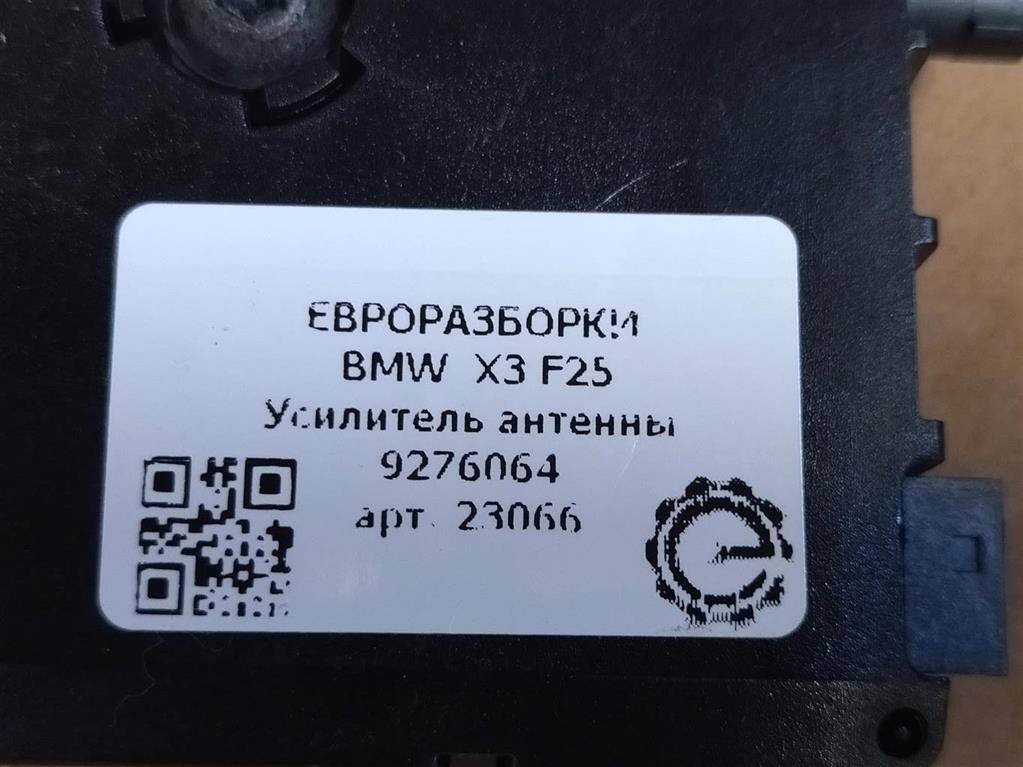 ЕВРОРАЗБОРКИ
BMW X3 F25
Усилитель антенны
9276064
арт. 23066